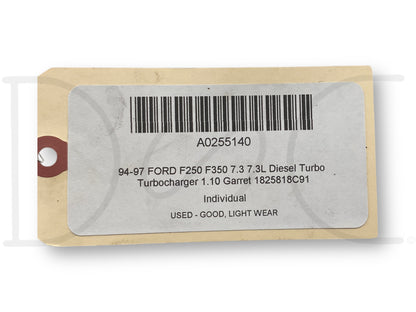 A0255140
94-97 FORD F250 F350 7.3 7.3L Diesel Turbo
Turbocharger 1.10 Garret 1825818C91
Individual
USED - GOOD, LIGHT WEAR